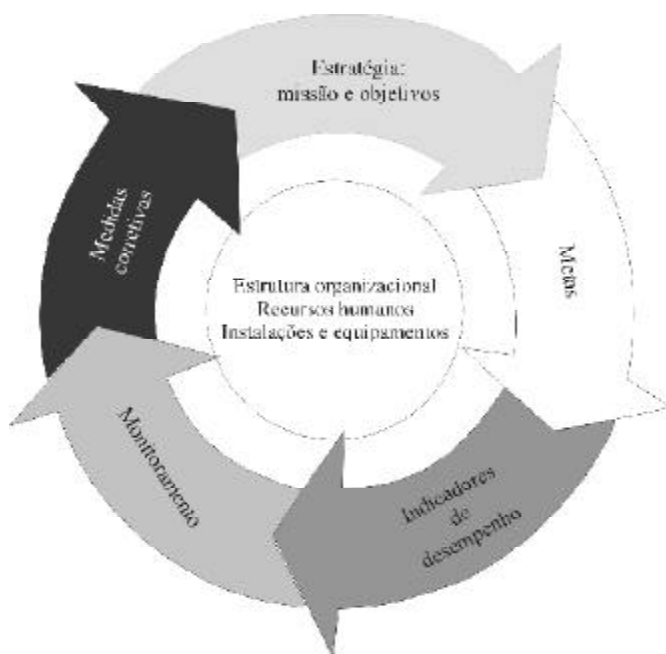 Estratégia:
missão e objetivos
Metas
Indicadores
de
desempenho
Monitoramento
Medidas
corretivas
Estrutura organizacional
Recursos humanos
Instalações e equipamentos